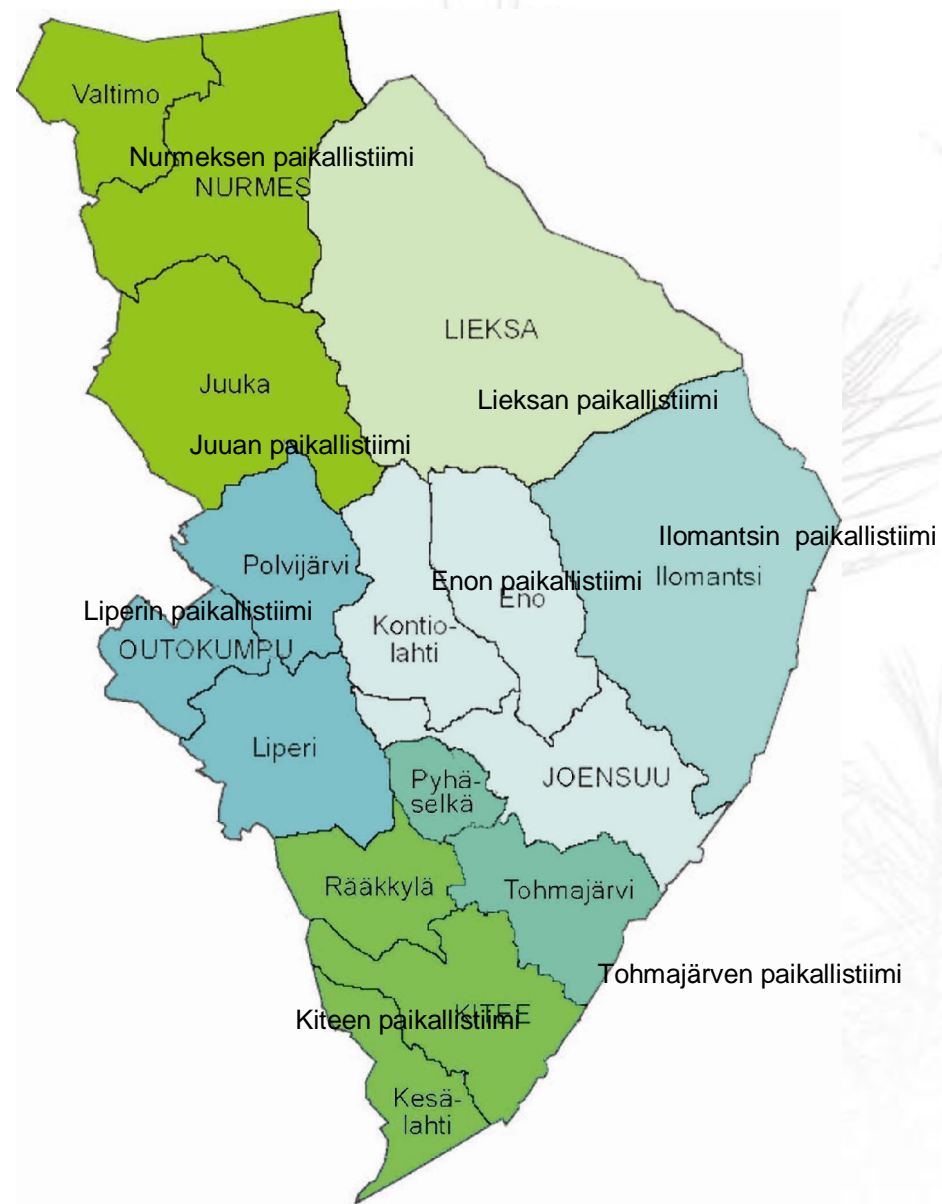 Valtimo
Nurmeksen paikallistiimi
NURMES
LIEKSA
Juuka
Lieksan paikallistiimi
Juuan paikallistiimi
Ilomantsin paikallistiimi
Polvijärvi
Enon paikallistiimi
Ilomantsi
Eno
Liperin paikallistiimi
Kontio-
lahti
OUTOKUMPU
Liperi
Pyhä-
selkä
JOENSUU
Rääkkylä
Tohmajärvi
Tohmajärven paikallistiimi
Kiteen paikallistiimi
KITEE
Kesä-
lahti